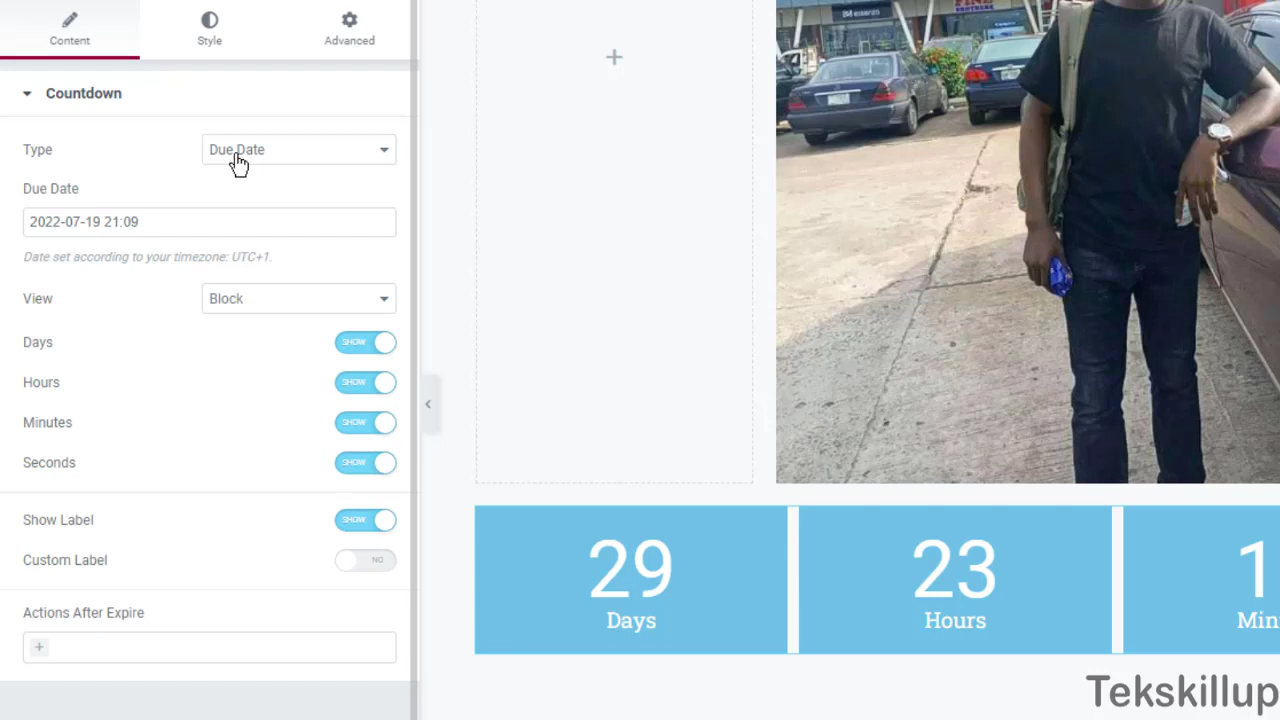 Content
Style
Advanced
Countdown
Type
Due Date
Due Date
2022-07-19 21:09
Date set according to your timezone: UTC+1.
View
Block
Days
SHOW
Hours
SHOW
Minutes
SHOW
Seconds
SHOW
Show Label
SHOW
Custom Label
NO
Actions After Expire
29
23
Days
Hours
Tekskillup